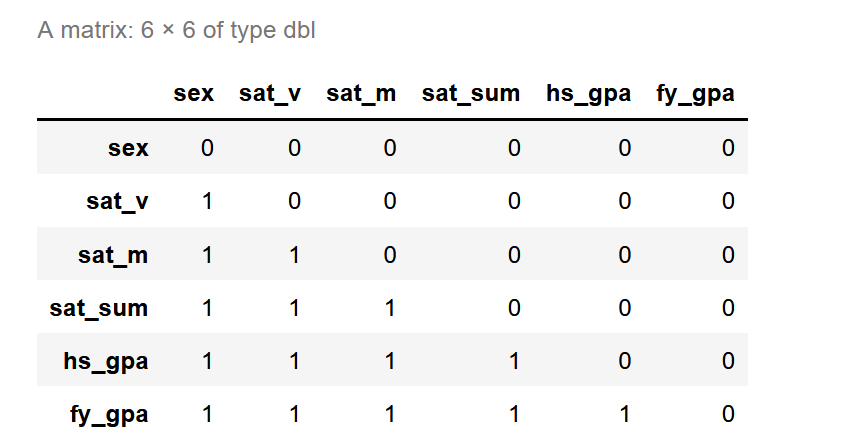 A matrix: 6 × 6 of type dbl
sex sat_v sat_m sat_sum hs_gpa fy_gpa
sex 0 0 0 0 0 0
sat_v 1 0 0 0 0 0
sat_m 1 1 0 0 0 0
sat_sum 1 1 1 0 0 0
hs_gpa 1 1 1 1 0 0
fy_gpa 1 1 1 1 1 0